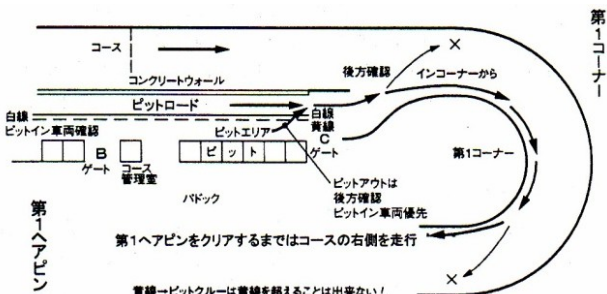 第1コーナー
コース
コンクリートウォール
後方確認
インコーナーから
ピットロード
白線
ピットイン車両確認
白線
黄線
ピットエリア
C
ゲート
B
ゲート
コース
管理室
ピット
第1コーナー
パドック
ピットアウトは
後方確認
ピットイン車両優先
第1ヘアピン
第1ヘアピンをクリアするまではコースの右側を走行
黄線→ピットクルーは黄線を越えることは出来ない!